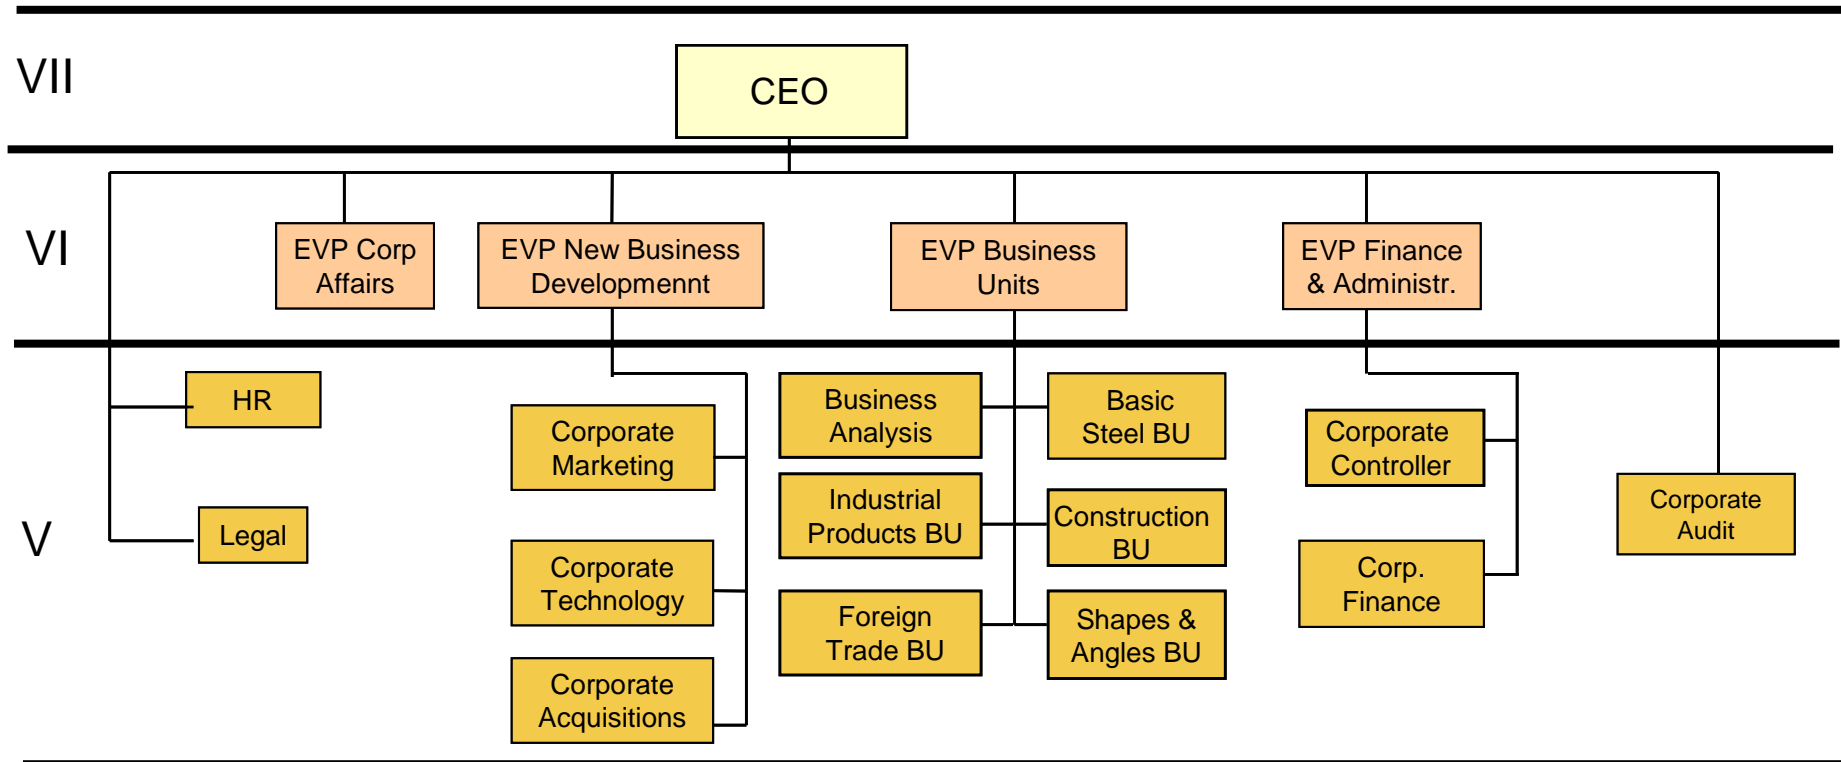 VII
CEO
VI
EVP Corp
Affairs
EVP New Business
Developmennt
EVP Business
Units
EVP Finance
& Administr.
V
HR
Legal
Corporate
Marketing
Corporate
Technology
Corporate
Acquisitions
Business
Analysis
Industrial
Products BU
Foreign
Trade BU
Basic
Steel BU
Construction
BU
Shapes &
Angles BU
Corporate
Controller
Corp.
Finance
Corporate
Audit